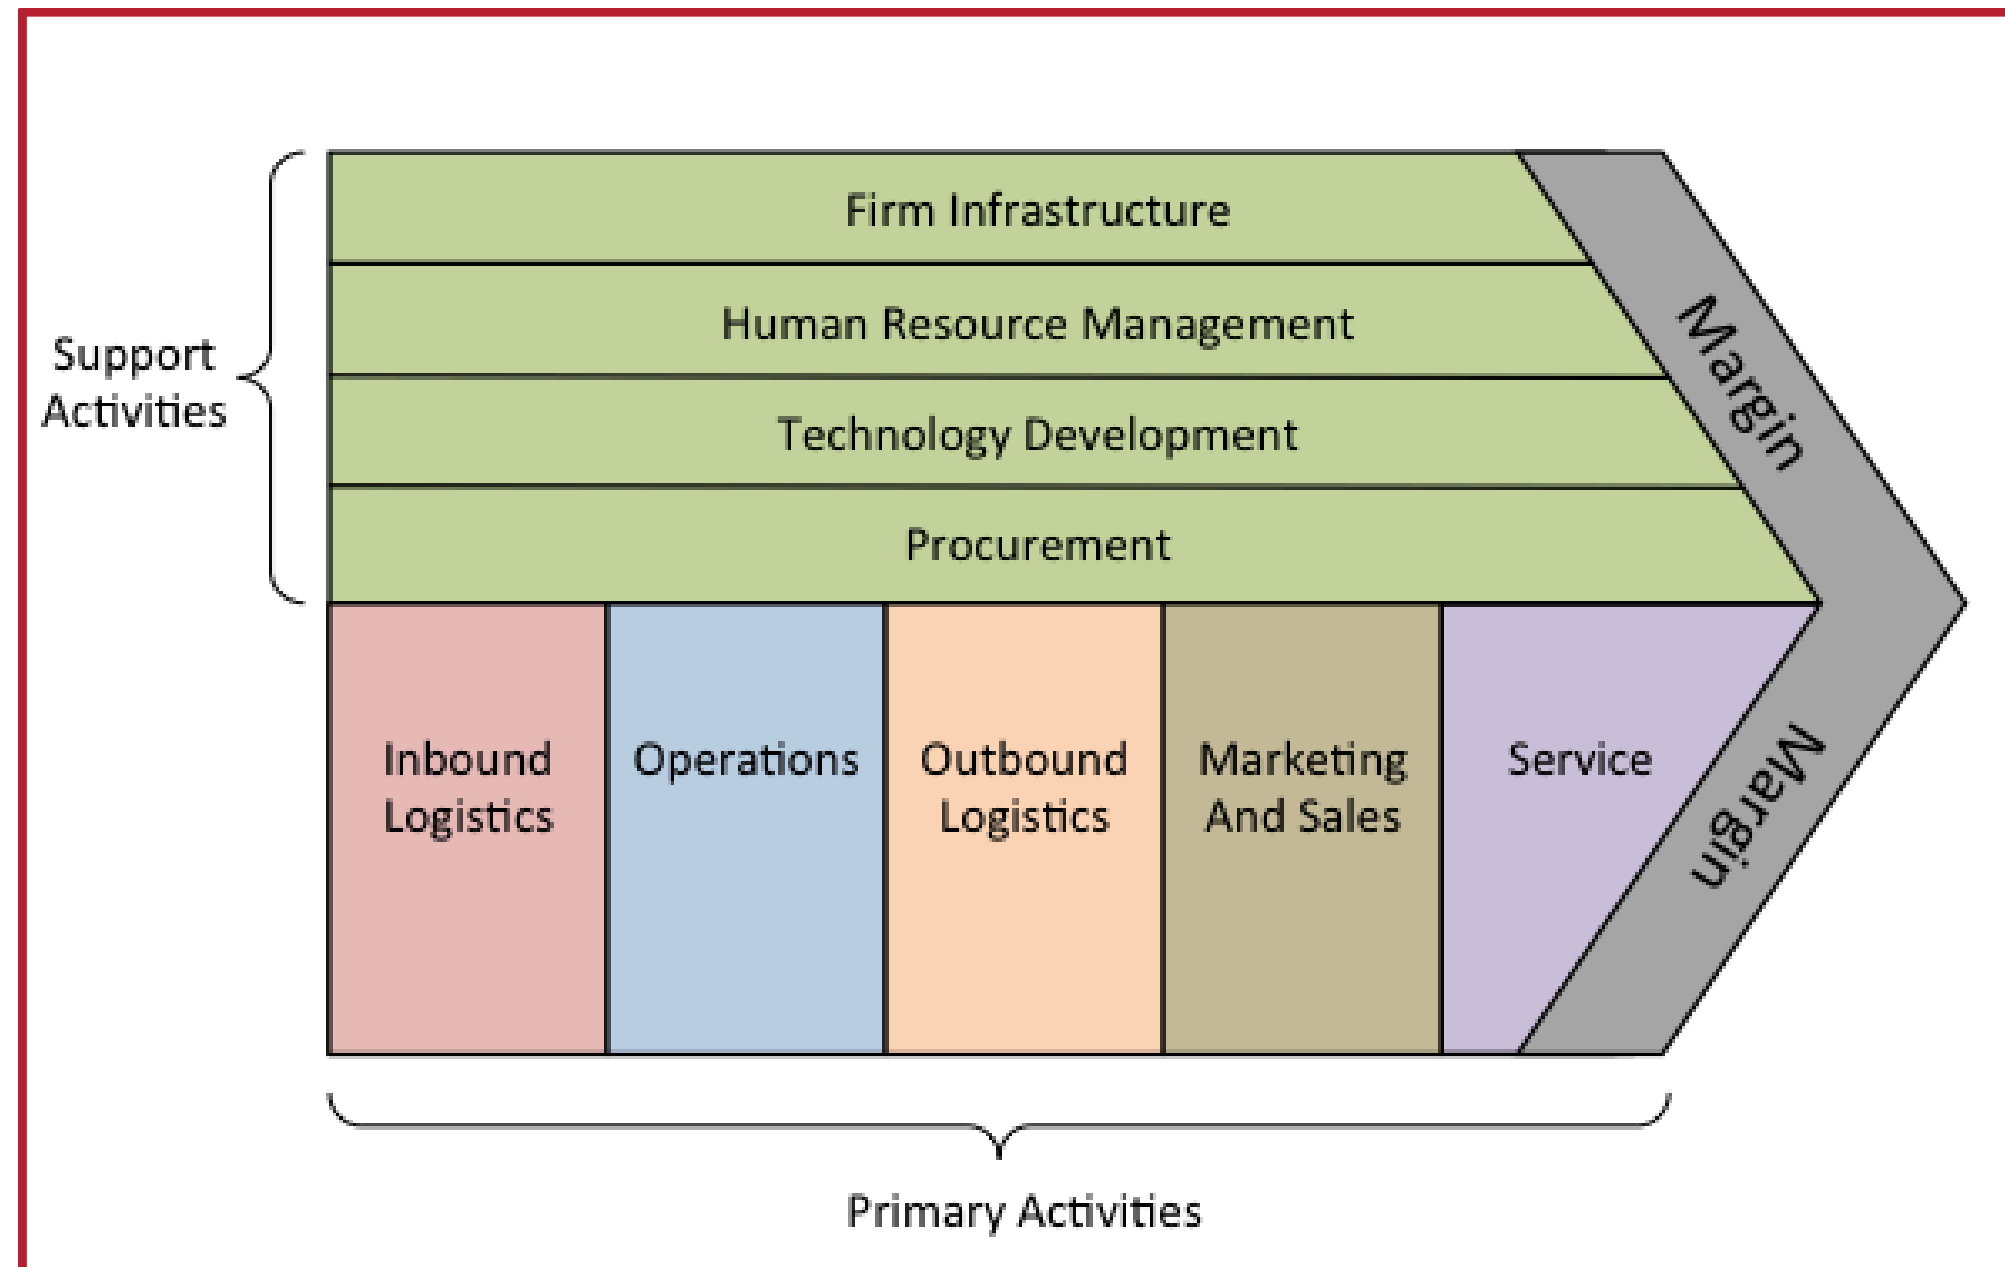 Firm Infrastructure
Human Resource Management
Technology Development
Procurement
Support
Activities
Margin
Inbound
Logistics
Operations
Outbound
Logistics
Marketing
And Sales
Service
Margin
Primary Activities